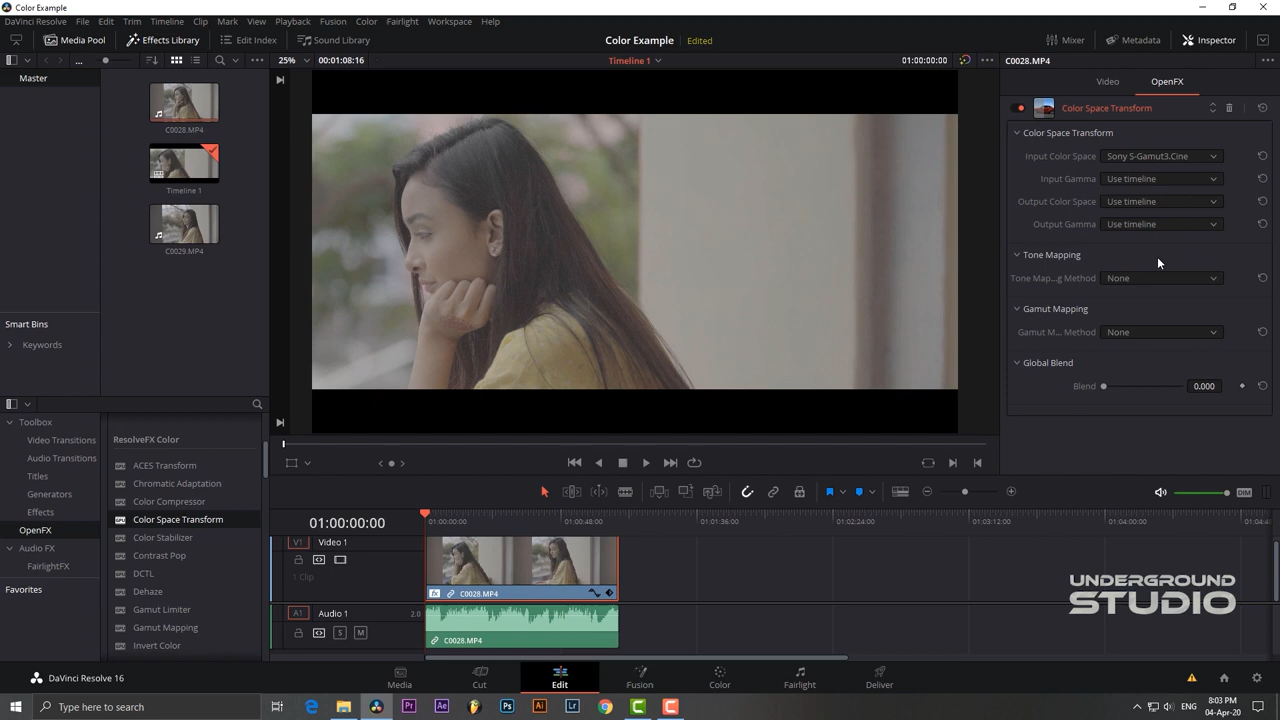 Color Example
DaVinci Resolve File Edit Trim Timeline Clip Mark View Playback Fusion Color Fairlight Workspace Help
Media Pool Effects Library Edit Index Sound Library Color Example Edited Mixer Metadata Inspector
... 25% 00:01:08:16 Timeline 1 01:00:00:00 C0028.MP4
Master
Video OpenFX
Color Space Transform
C0028.MP4
Color Space Transform
Input Color Space Sony S-Gamut3.Cine
Input Gamma Use timeline
Timeline 1
Output Color Space Use timeline
Output Gamma Use timeline
C0029.MP4
Tone Mapping
Tone Map...g Method None
Gamut Mapping
Smart Bins
Gamut M... Method None
Keywords
Global Blend
Blend 0.000
Toolbox
Video Transitions
Audio Transitions
Titles
Generators
Effects
OpenFX
Audio FX
FairlightFX
Favorites
ResolveFX Color
ACES Transform
Chromatic Adaptation
Color Compressor
Color Space Transform
Color Stabilizer
Contrast Pop
DCTL
Dehaze
Gamut Limiter
Gamut Mapping
Invert Color
DIM
01:00:00:00 01:00:00:00 01:00:48:00 01:01:36:00 01:02:24:00 01:03:12:00 01:04:00:00
V1 Video 1
1 Clip
fx C0028.MP4
A1 Audio 1 2.0
S M
C0028.MP4
UNDERGROUND
STUDIO
DaVinci Resolve 16 Media Cut Edit Fusion Color Fairlight Deliver
Type here to search Pr Ae Ps Ai Lr ENG 8:03 PM
04-Apr-20